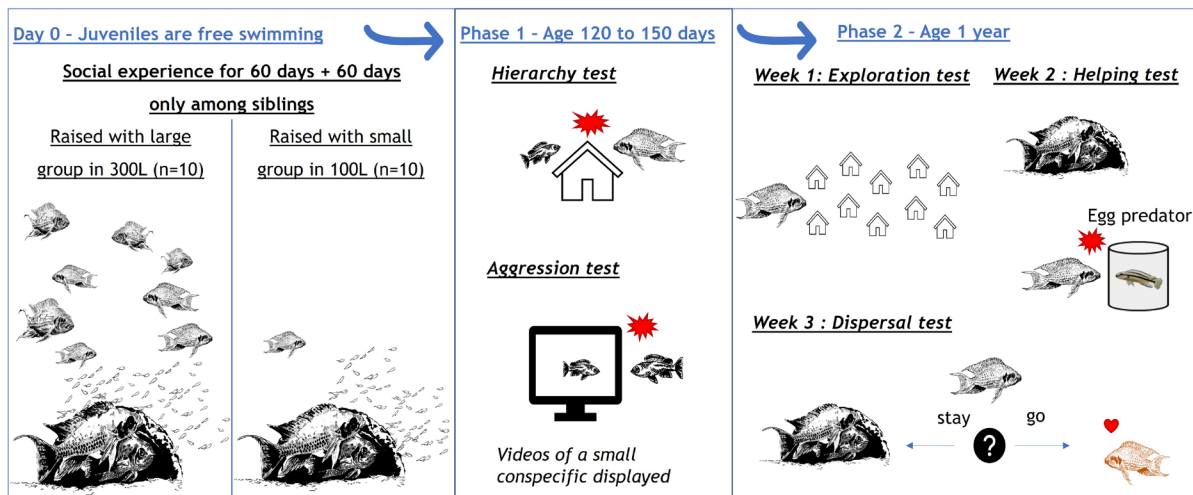 Day 0 – Juveniles are free swimming
Social experience for 60 days + 60 days
only among siblings
Raised with large
group in 300L (n=10)
Raised with small
group in 100L (n=10)
Phase 1 – Age 120 to 150 days
Hierarchy test
Aggression test
Videos of a small
conspecific displayed
Phase 2 – Age 1 year
Week 1: Exploration test
Week 2 : Helping test
Egg predator
Week 3 : Dispersal test
stay
go
?